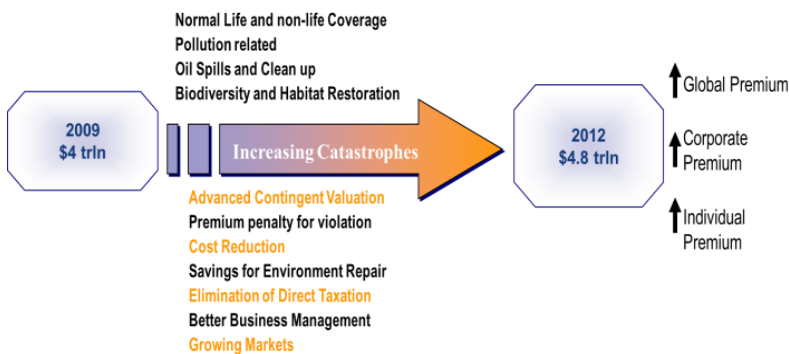 Normal Life and non-life Coverage
Pollution related
Oil Spills and Clean up
Biodiversity and Habitat Restoration
2009
$4 trln
Increasing Catastrophes
2012
$4.8 trln
Global Premium
Corporate
Premium
Individual
Premium
Advanced Contingent Valuation
Premium penalty for violation
Cost Reduction
Savings for Environment Repair
Elimination of Direct Taxation
Better Business Management
Growing Markets